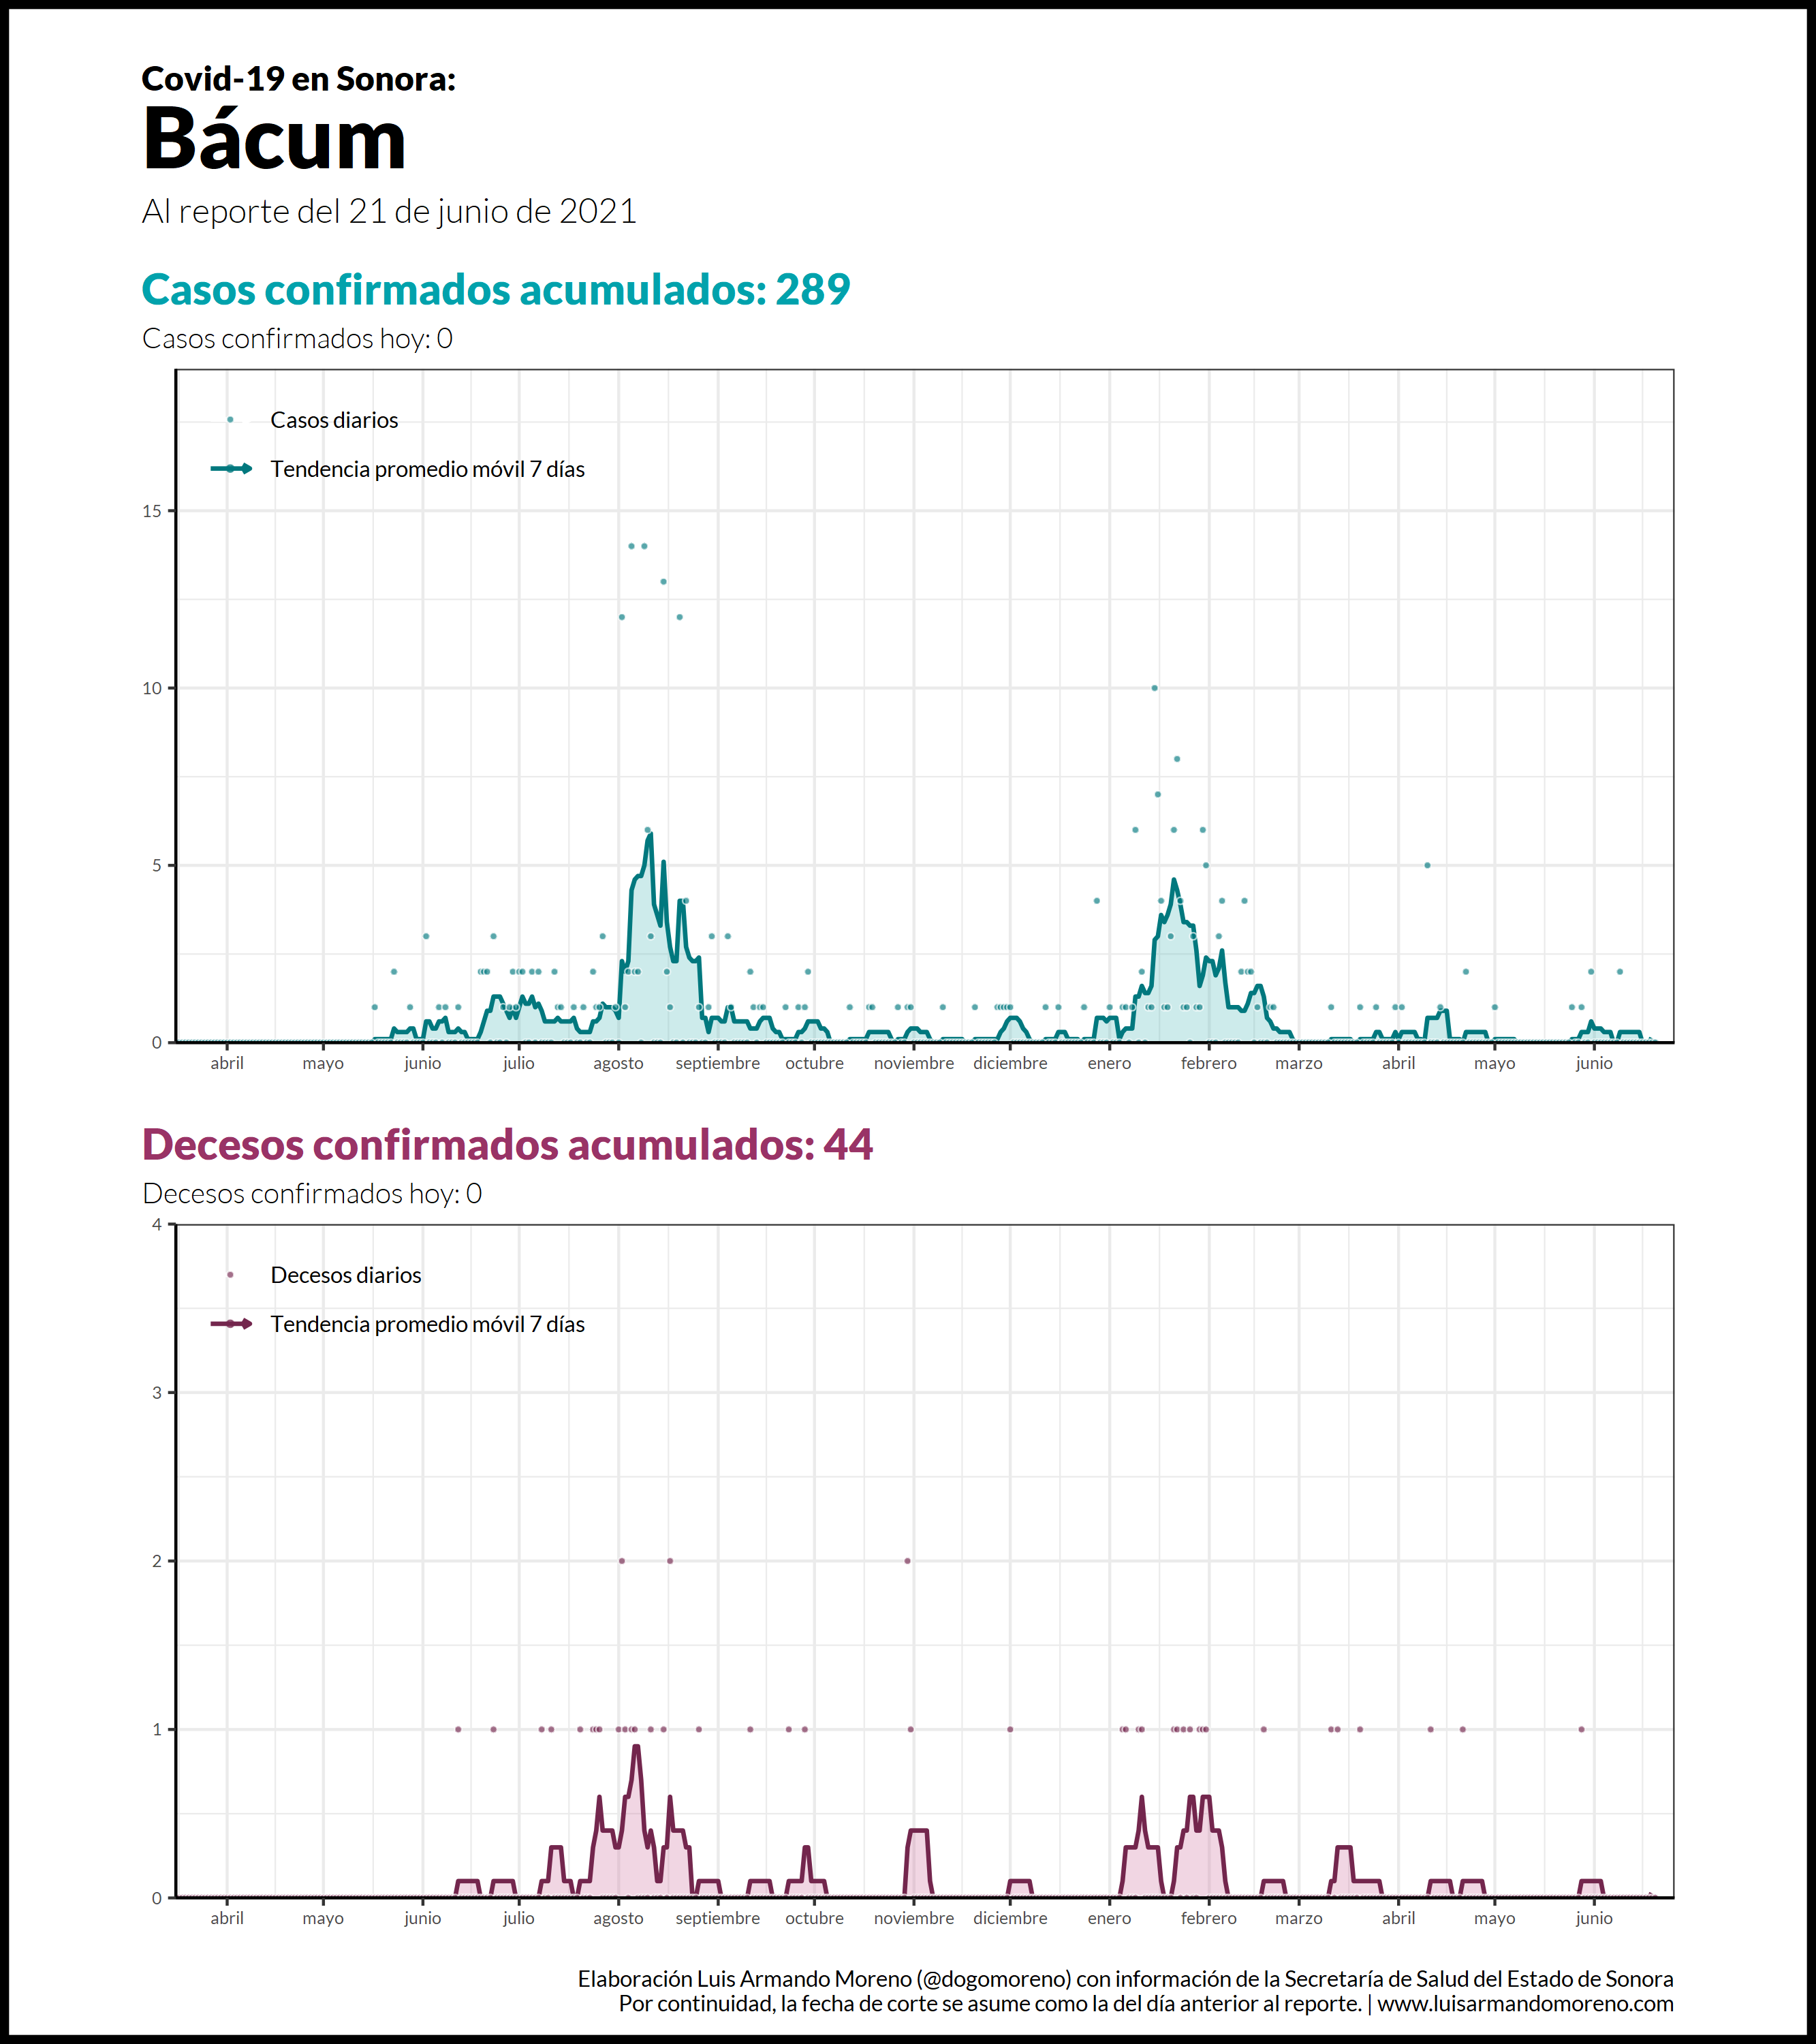 Covid-19 en Sonora:
Bácum
Al reporte del 21 de junio de 2021
Casos confirmados acumulados: 289
Casos confirmados hoy: 0
Casos diarios
Tendencia promedio móvil 7 días
15
10
5
0
abril mayo junio julio agosto septiembre octubre noviembre diciembre enero febrero marzo abril mayo junio
Decesos confirmados acumulados: 44
Decesos confirmados hoy: 0
4
Decesos diarios
Tendencia promedio móvil 7 días
3
2
1
0
abril mayo junio julio agosto septiembre octubre noviembre diciembre enero febrero marzo abril mayo junio
Elaboración Luis Armando Moreno (@dogomoreno) con información de la Secretaría de Salud del Estado de Sonora
Por continuidad, la fecha de corte se asume como la del día anterior al reporte. | www.luisarmandomoreno.com